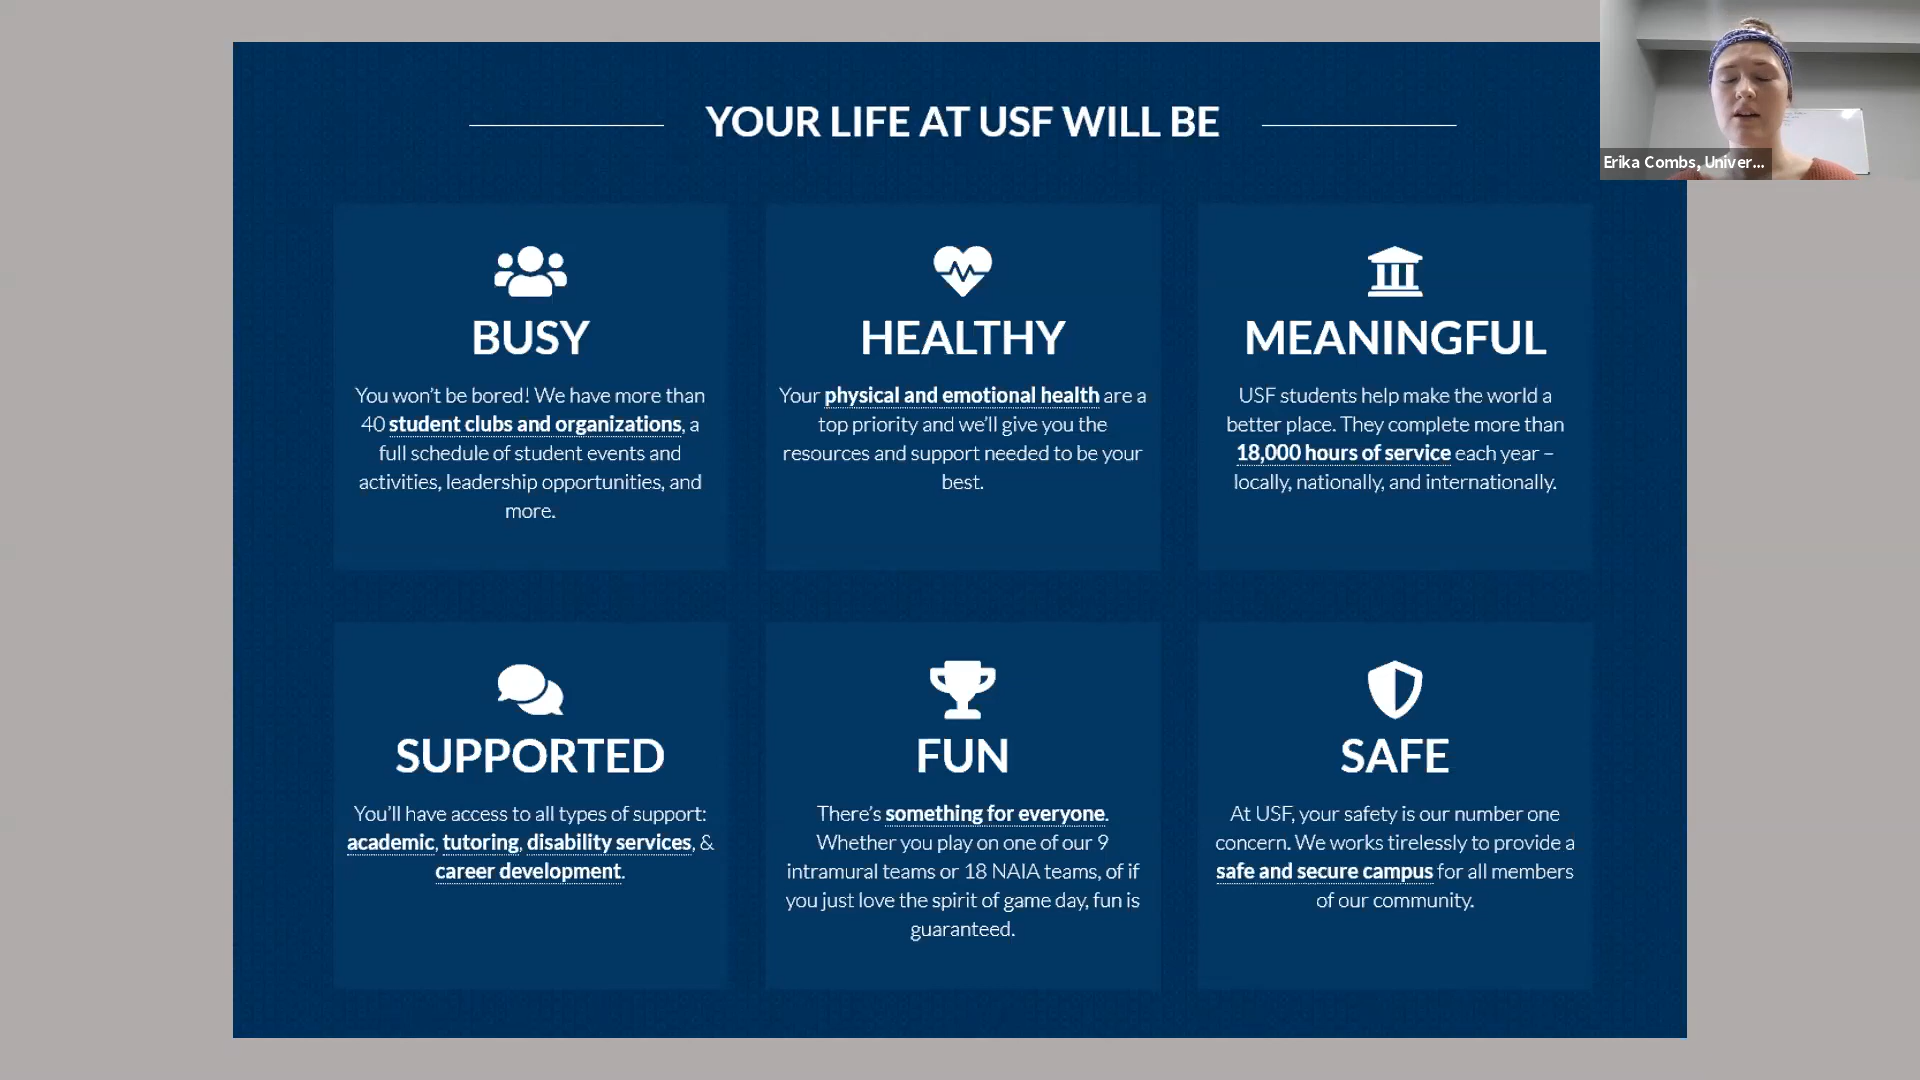 YOUR LIFE AT USF WILL BE
Erika Combs, Univer...
BUSY
You won't be bored! We have more than
40 student clubs and organizations, a
full schedule of student events and
activities, leadership opportunities, and
more.
HEALTHY
Your physical and emotional health are a
top priority and we'll give you the
resources and support needed to be your
best.
MEANINGFUL
USF students help make the world a
better place. They complete more than
18,000 hours of service each year –
locally, nationally, and internationally.
SUPPORTED
You'll have access to all types of support:
academic, tutoring, disability services, &
career development.
FUN
There's something for everyone.
Whether you play on one of our 9
intramural teams or 18 NAIA teams, of if
you just love the spirit of game day, fun is
guaranteed.
SAFE
At USF, your safety is our number one
concern. We works tirelessly to provide a
safe and secure campus for all members
of our community.